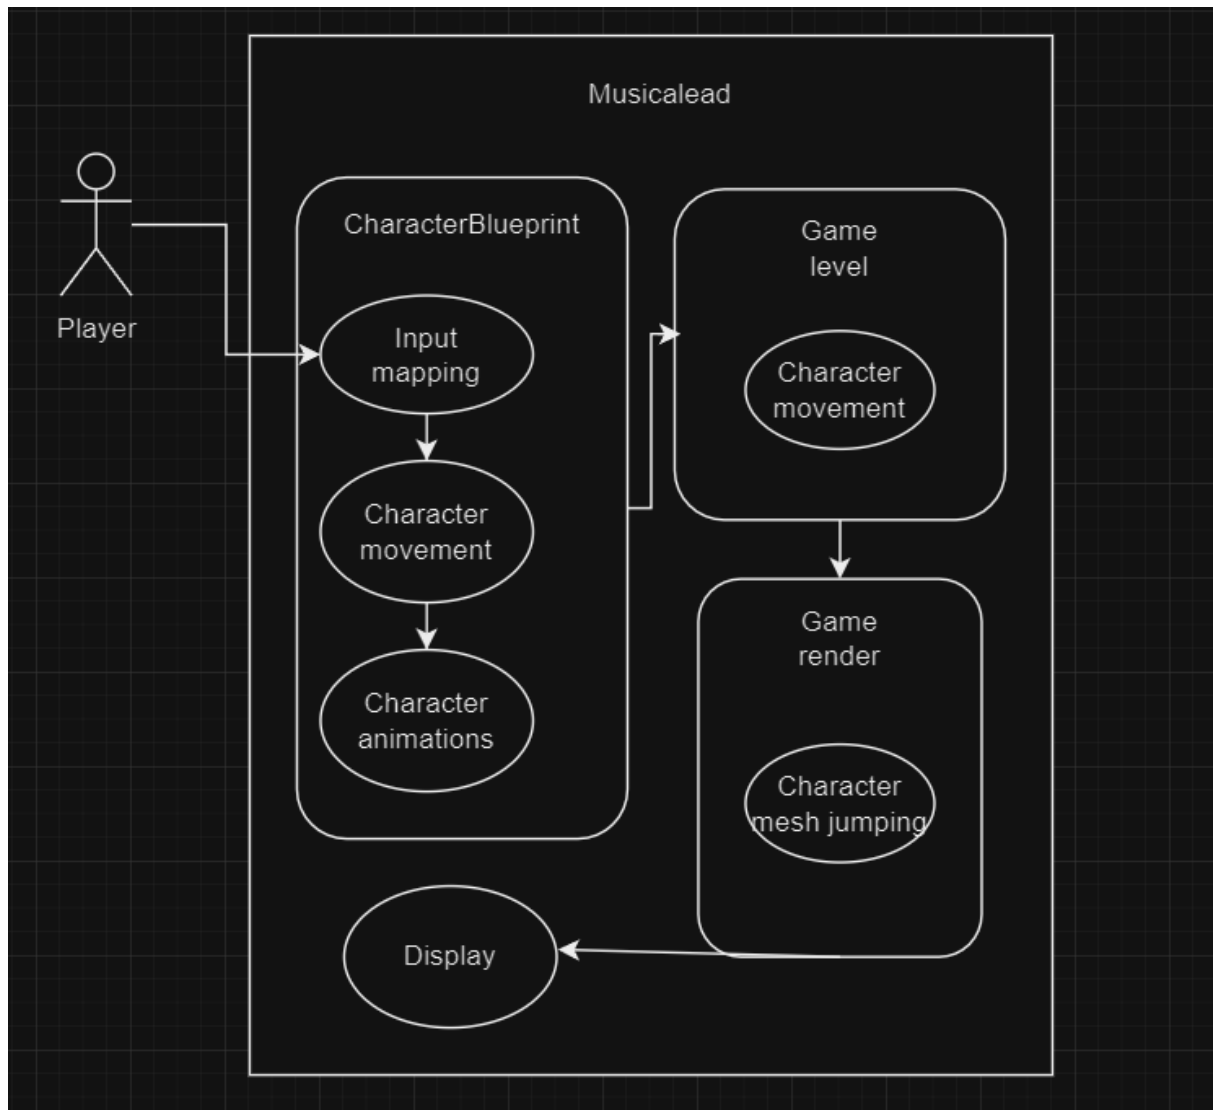 Musicalead
Player
CharacterBlueprint
Input
mapping
Character
movement
Character
animations
Game
level
Character
movement
Game
render
Character
mesh jumping
Display